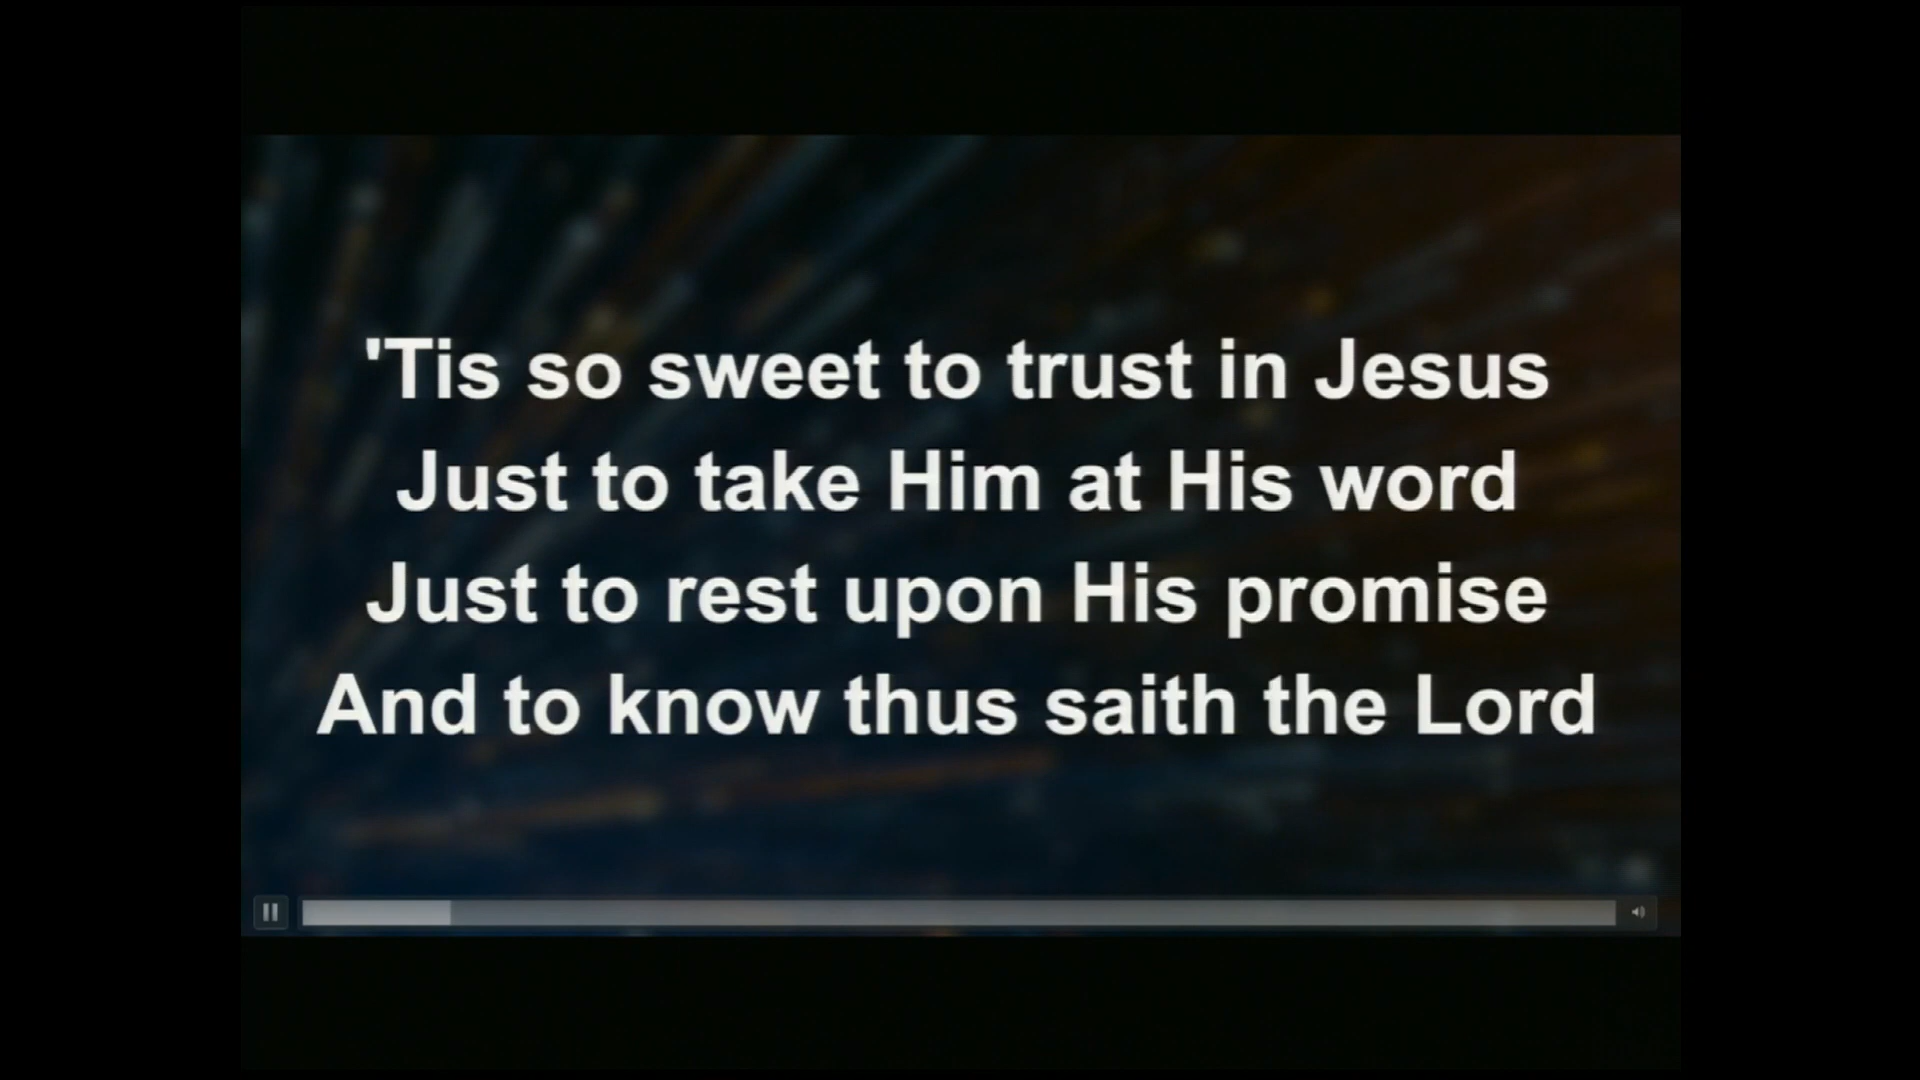 'Tis so sweet to trust in Jesus
Just to take Him at His word
Just to rest upon His promise
And to know thus saith the Lord